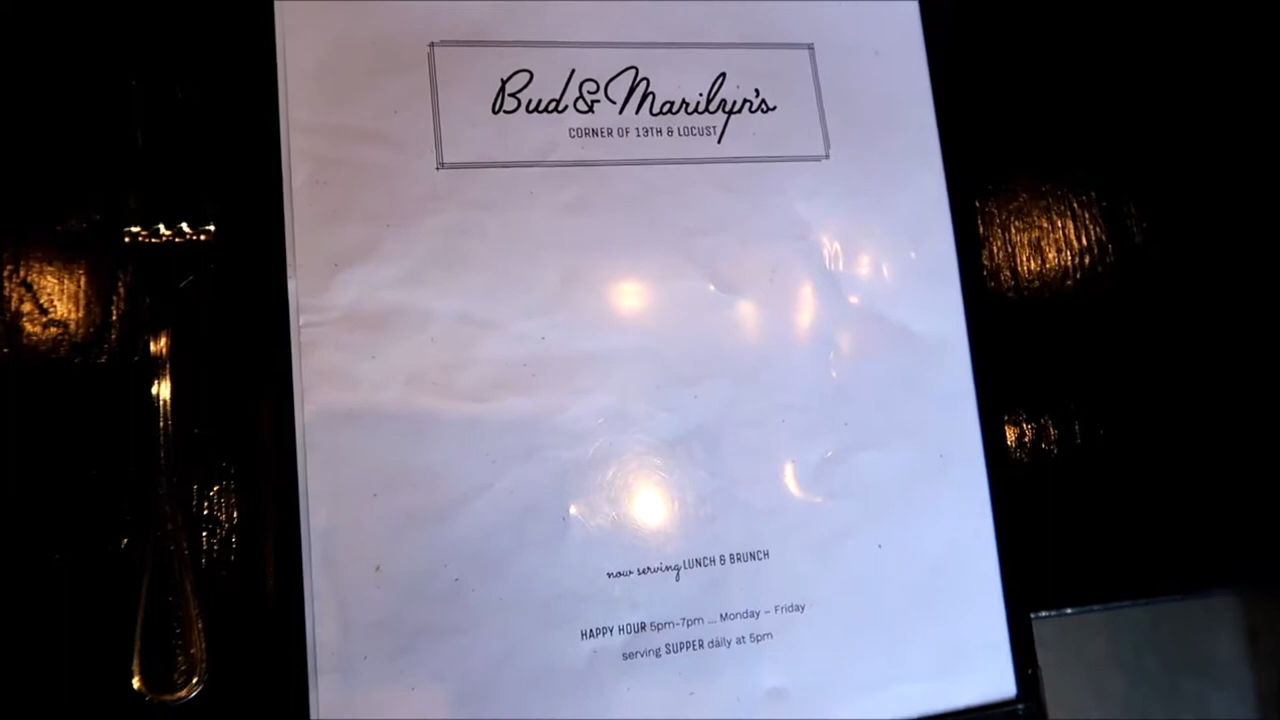 Bud & Marilyn's
CORNER OF 13TH & LOCUST
now serving LUNCH & BRUNCH
HAPPY HOUR 5pm-7pm ... Monday – Friday
serving SUPPER daily at 5pm